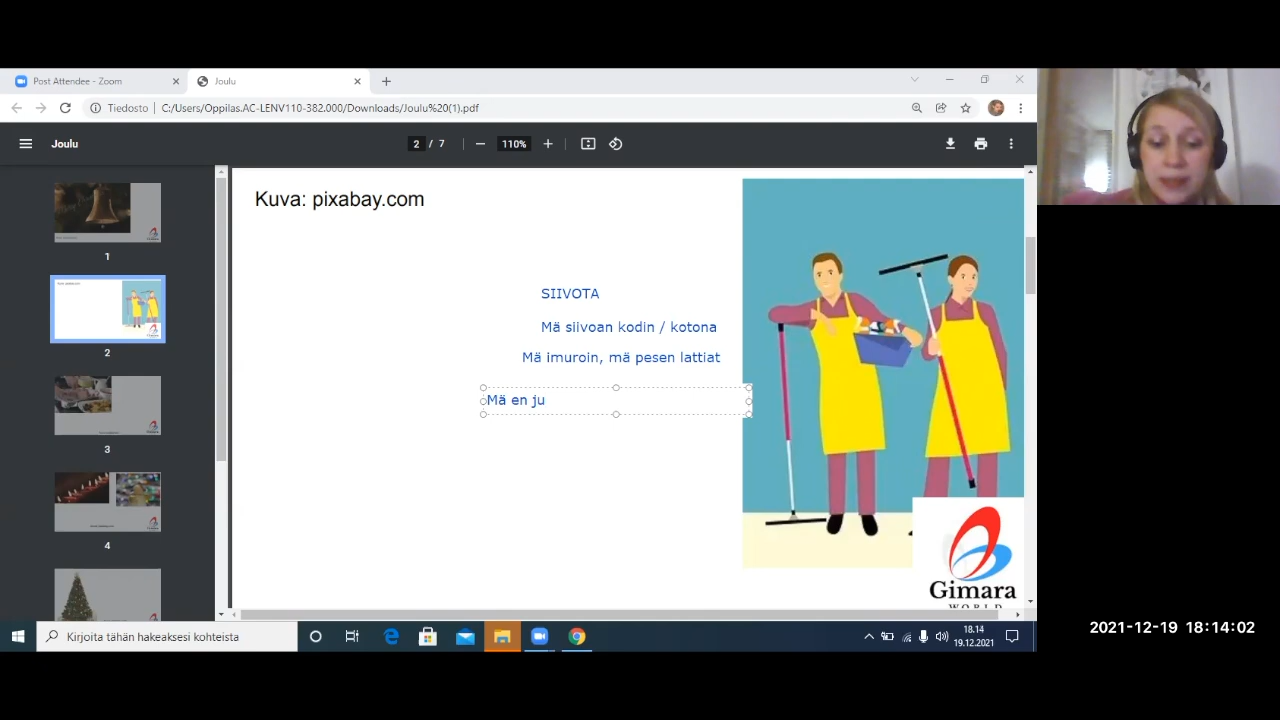 Post Attendee - Zoom
Joulu
Tiedosto
C:/Users/Oppilas.AC-LENV110-382.000/Downloads/Joulu%20(1).pdf
Joulu
2 / 7
110%
1
2
3
4
Kuva: pixabay.com
SIIVOTA
Mä siivoan kodin / kotona
Mä imuroin, mä pesen lattiat
Mä en ju
Gimara
WORLD
Kirjoita tähän hakeaksesi kohteista
18.14
19.12.2021
2021-12-19 18:14:02